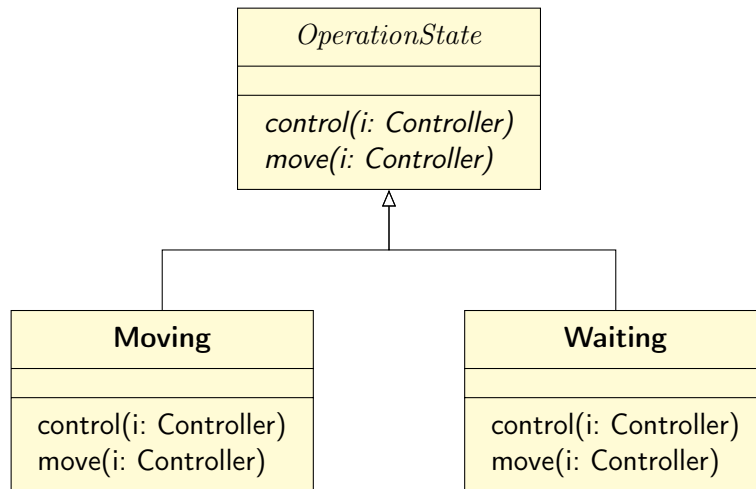 OperationState
control(i: Controller)
move(i: Controller)
Moving
control(i: Controller)
move(i: Controller)
Waiting
control(i: Controller)
move(i: Controller)